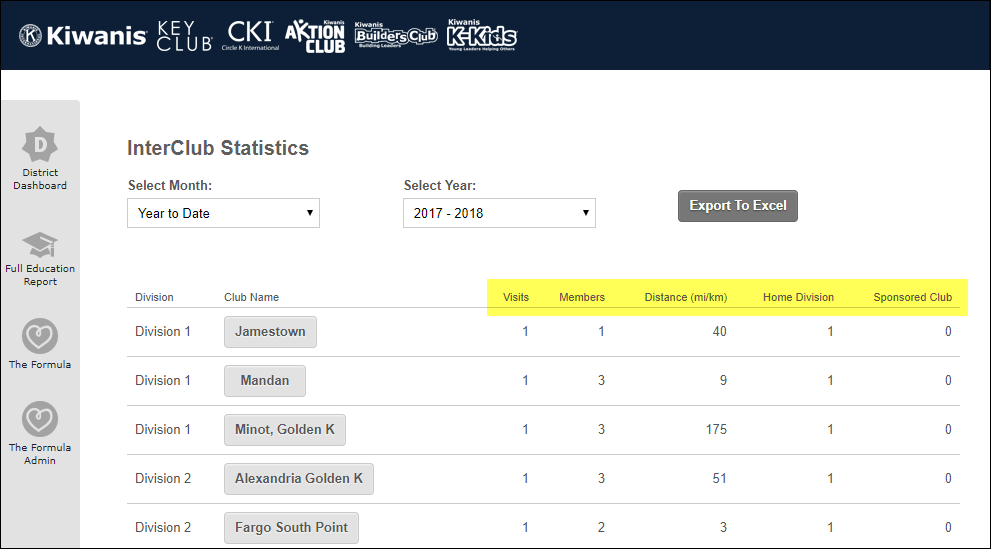 Kiwanis KEY CLUB CKI Circle K International Kiwanis AKTION CLUB Kiwanis Builders Club Building Leaders Kiwanis K-Kids Young Leaders Helping Others
D
District Dashboard
Full Education Report
The Formula
The Formula Admin
InterClub Statistics
Select Month: Select Year:
Year to Date 2017 - 2018 Export To Excel
Division Club Name Visits Members Distance (mi/km) Home Division Sponsored Club
Division 1 Jamestown 1 1 40 1 0
Division 1 Mandan 1 3 9 1 0
Division 1 Minot, Golden K 1 3 175 1 0
Division 2 Alexandria Golden K 1 3 51 1 0
Division 2 Fargo South Point 1 2 3 1 0